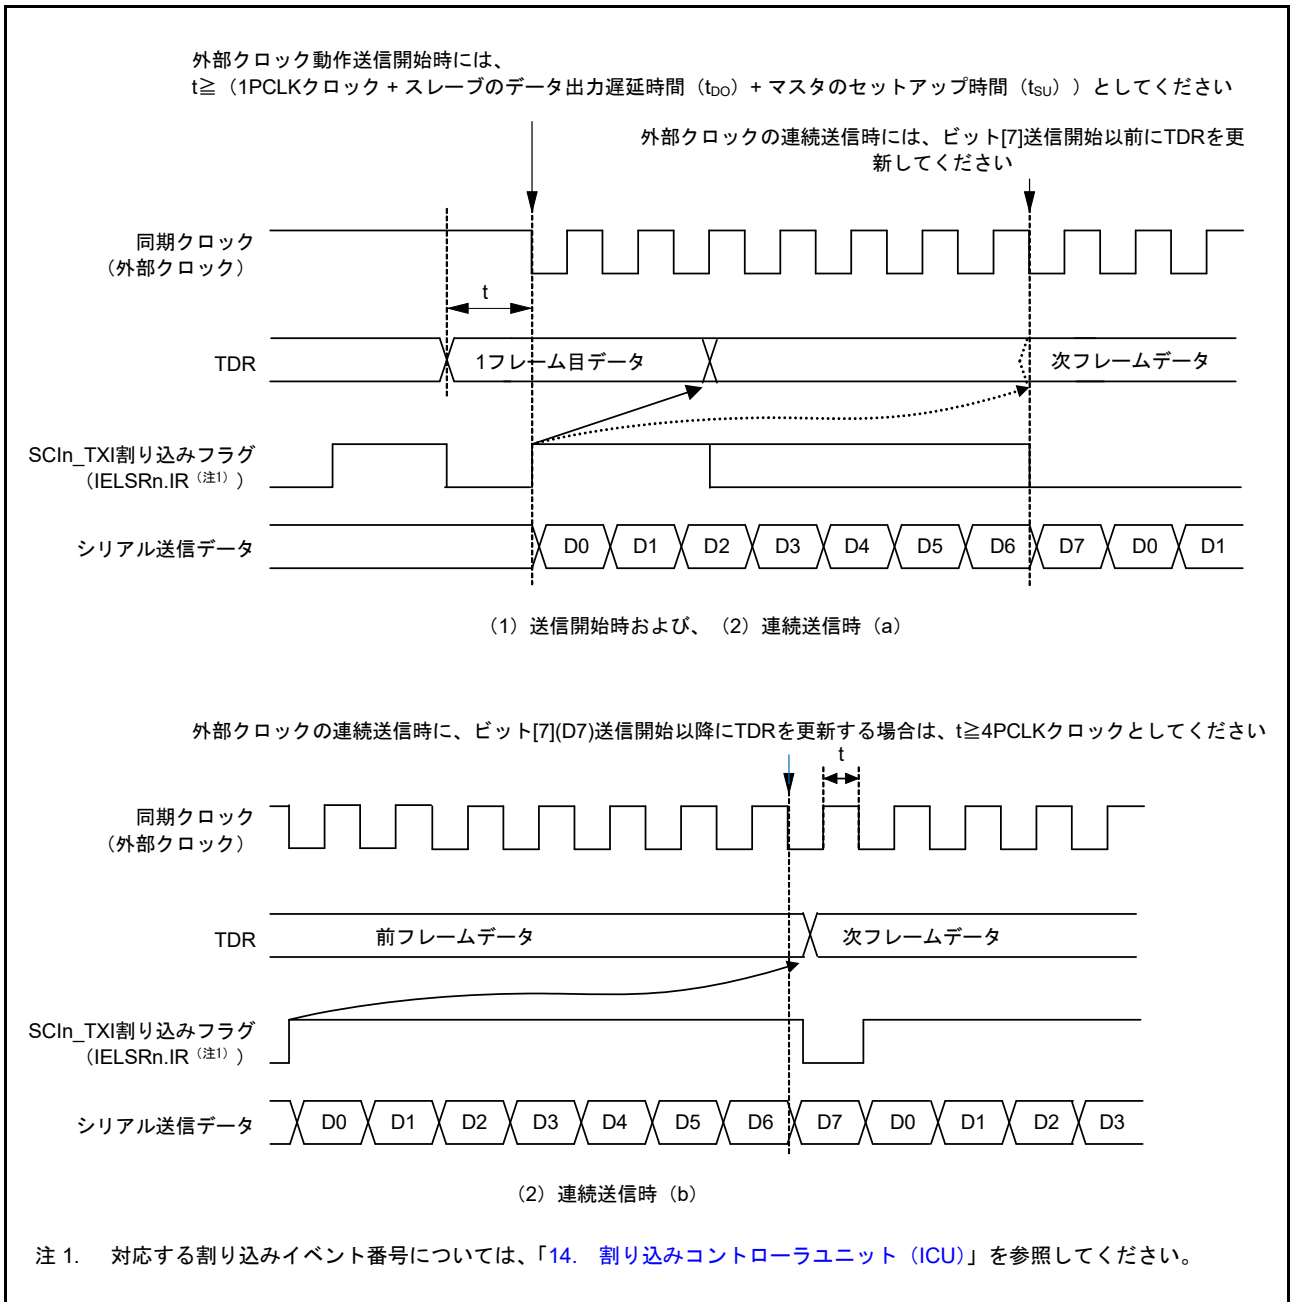 外部クロック動作送信開始時には、
t≧（1PCLKクロック + スレーブのデータ出力遅延時間（tDO）+ マスタのセットアップ時間（tSU））としてください
外部クロックの連続送信時には、ビット[7]送信開始以前にTDRを更
新してください
同期クロック
（外部クロック）
t
TDR
1フレーム目データ
次フレームデータ
SCIn_TXI割り込みフラグ
（IELSRn.IR（注1））
シリアル送信データ
D0 D1 D2 D3 D4 D5 D6 D7 D0 D1
（1）送信開始時および、（2）連続送信時（a）
外部クロックの連続送信時に、ビット[7](D7)送信開始以降にTDRを更新する場合は、t≧4PCLKクロックとしてください
t
同期クロック
（外部クロック）
TDR
前フレームデータ
次フレームデータ
SCIn_TXI割り込みフラグ
（IELSRn.IR（注1））
シリアル送信データ
D0 D1 D2 D3 D4 D5 D6 D7 D0 D1 D2 D3
（2）連続送信時（b）
注 1. 対応する割り込みイベント番号については、「14. 割り込みコントローラユニット（ICU）」を参照してください。